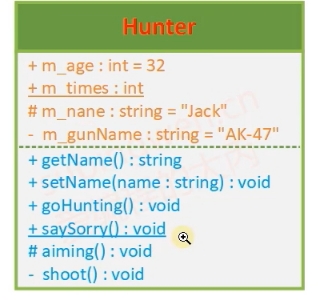 Hunter
+ m_age : int = 32
+ m_times : int
# m_nane : string = "Jack"
- m_gunName : string = "AK-47"
+ getName() : string
+ setName(name : string) : void
+ goHunting() : void
+ saySorry() : void
# aiming() : void
- shoot() : void